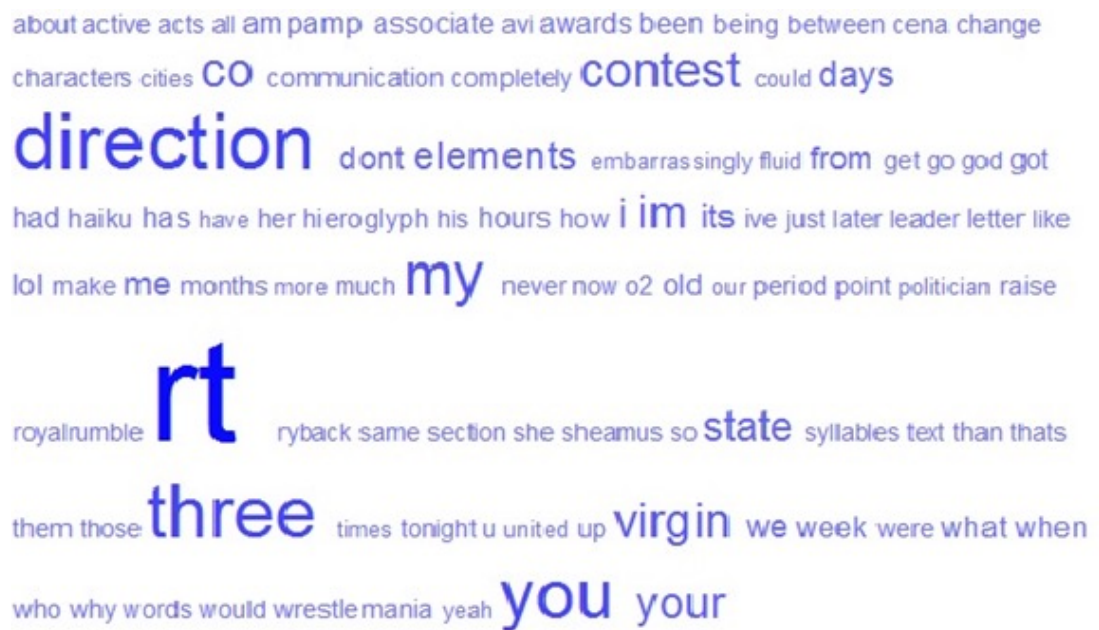 about active acts all am pamp associate avi awards been being between cena change
characters cities co communication completely contest could days
direction dont elements embarrassingly fluid from get go god got
had haiku has have her hieroglyph his hours how i im its ive just later leader letter like
lol make me months more much my never now o2 old our period point politician raise
royalrumble rt ryback same section she sheamus so state syllables text than thats
them those three times tonight u united up virgin we week were what when
who why words would wrestlemania yeah you your